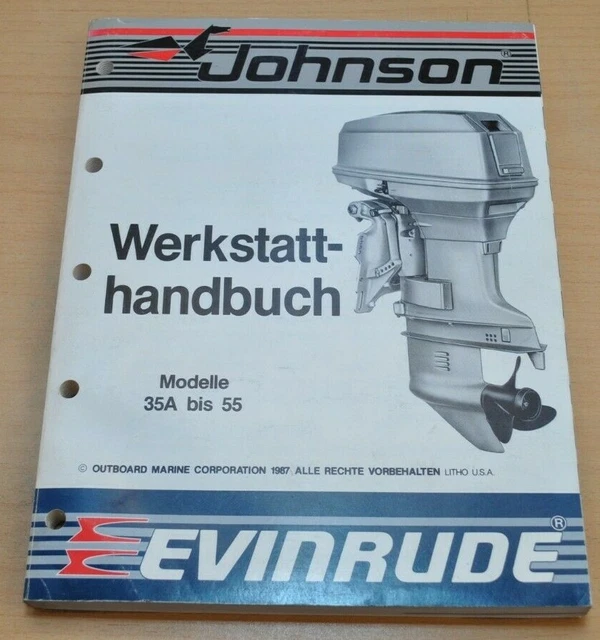 Johnson®
Werkstatt-
handbuch
Modelle
35A bis 55
© OUTBOARD MARINE CORPORATION 1987 ALLE RECHTE VORBEHALTEN LITHO U.S.A.
EVINRUDE®